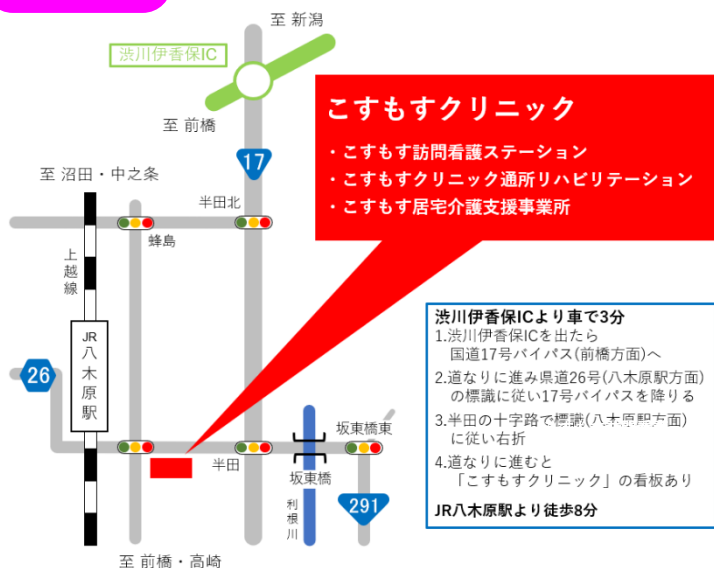 至 新潟
渋川伊香保IC
至 前橋
17
こすもすクリニック
・こすもす訪問看護ステーション
・こすもすクリニック通所リハビリテーション
・こすもす居宅介護支援事業所
至 沼田・中之条
半田北
蜂島
上越線
JR八木原駅
26
半田
坂東橋
坂東橋東
利根川
291
至 前橋・高崎
渋川伊香保ICより車で3分
1.渋川伊香保ICを出たら
国道17号バイパス(前橋方面)へ
2.道なりに進み県道26号(八木原駅方面)
の標識に従い17号バイパスを降りる
3.半田の十字路で標識(八木原駅方面)
に従い右折
4.道なりに進むと
「こすもすクリニック」の看板あり
JR八木原駅より徒歩8分